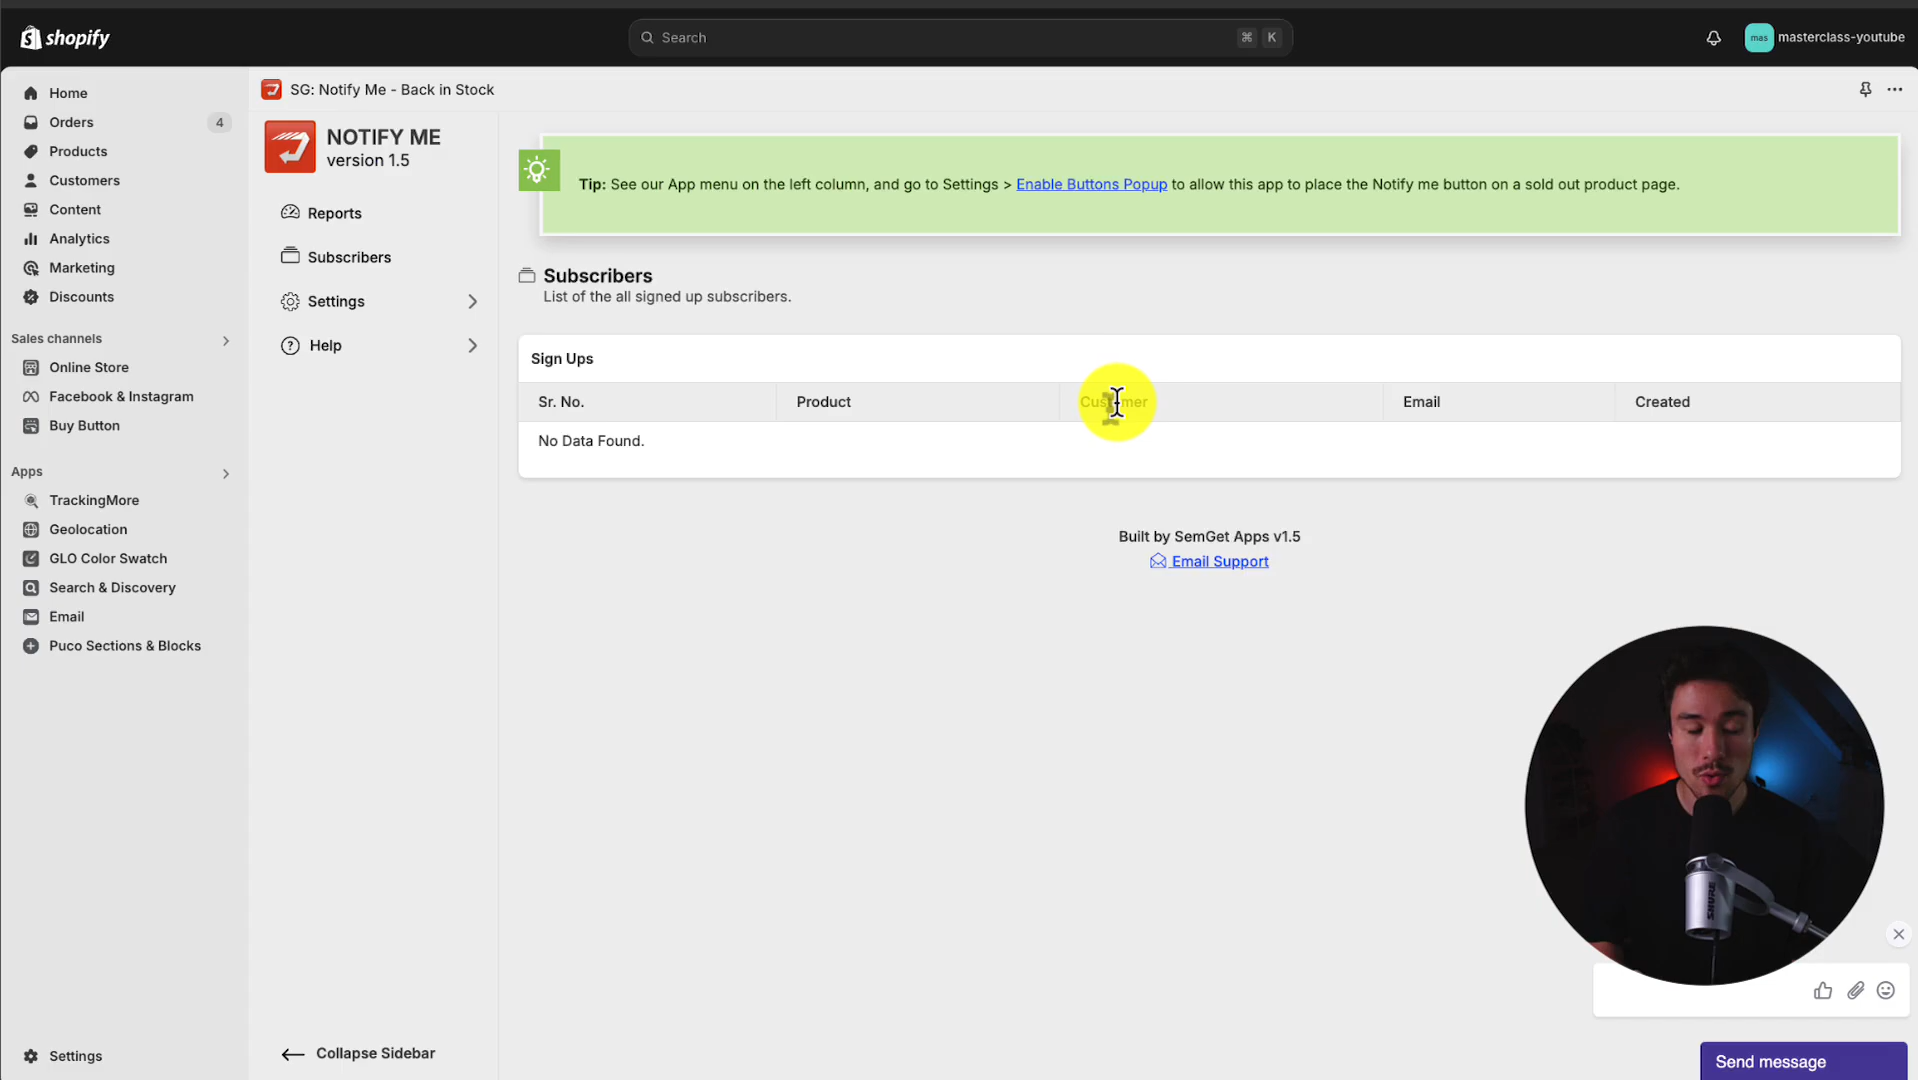 shopify
Search
⌘ K
mas
masterclass-youtube
Home
Orders 4
Products
Customers
Content
Analytics
Marketing
Discounts
Sales channels
Online Store
Facebook & Instagram
Buy Button
Apps
TrackingMore
Geolocation
GLO Color Swatch
Search & Discovery
Email
Puco Sections & Blocks
Settings
SG: Notify Me - Back in Stock
NOTIFY ME
version 1.5
Reports
Subscribers
Settings
Help
Collapse Sidebar
Tip: See our App menu on the left column, and go to Settings > Enable Buttons Popup to allow this app to place the Notify me button on a sold out product page.
Subscribers
List of the all signed up subscribers.
Sign Ups
Sr. No. Product Customer Email Created
No Data Found.
Built by SemGet Apps v1.5
Email Support
SHURE
Send message